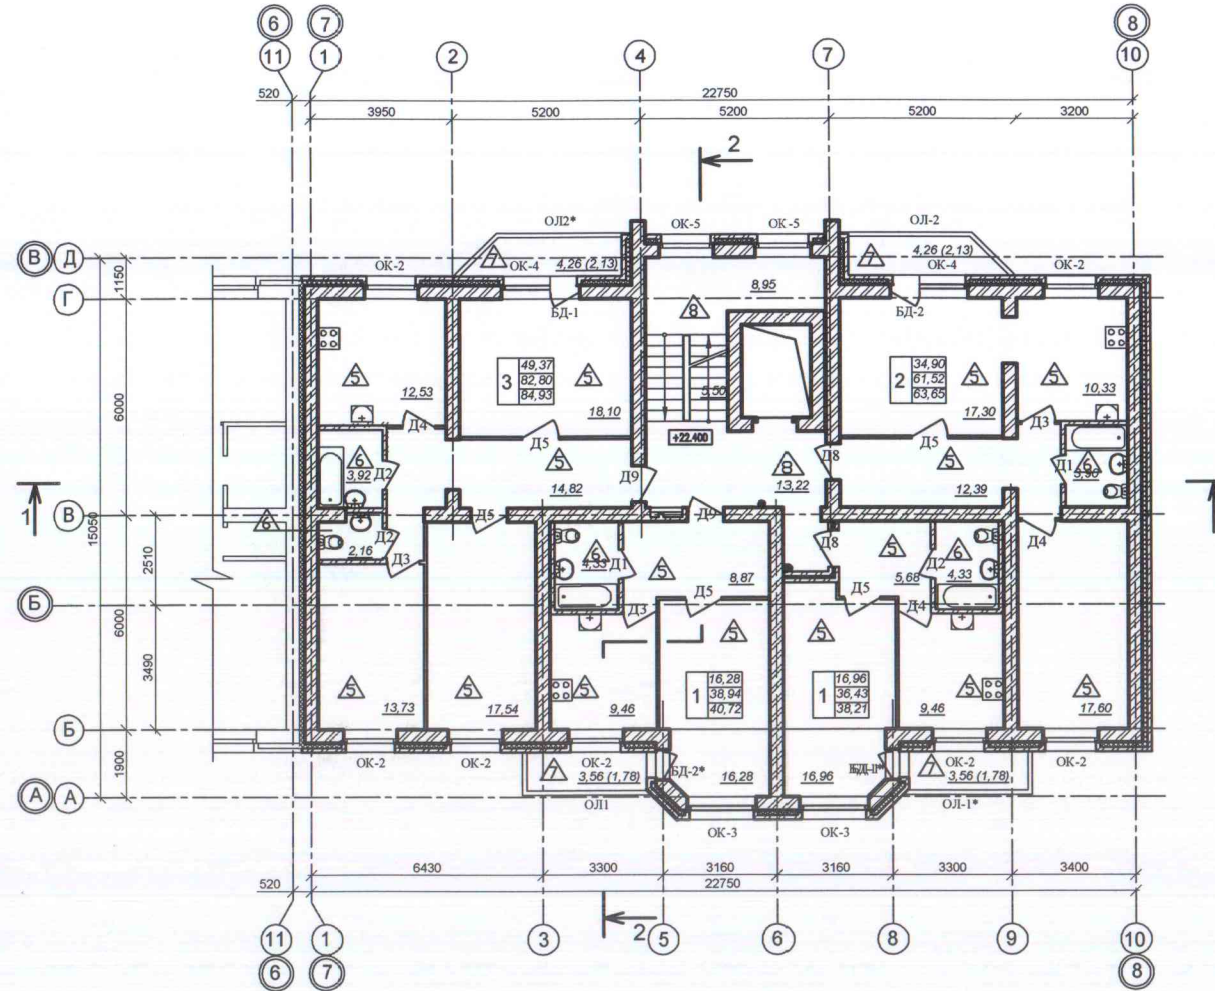 6 7 8
11 1 2 4 7 10
520 22750
3950 5200 5200 5200 3200
2
ОЛ2* ОК-5 ОК-5 ОЛ-2
В Д ОК-2 7 ОК-4 4,26 (2,13) 7 4,26 (2,13) ОК-4 ОК-2
1150
Г БД-1 8,95 БД-2
8
3 49,37 82,80 84,93
2 34,90 61,52 63,65
5 5 5 5
12,53 18,10 5,50 17,30 10,33
6000
Д4 Д5 +22.400 Д5 Д3
6 3,92 Д2 5 14,82 Д9 8 13,22 Д8 5 12,39 Д1 6
1 1
15050
В 6 Д5 Д9 Д4
2510
2,16 Д2 Д3 6 4,33 Д1 5 8,87 Д8 5 5,68 Д2 6 4,33
Б Д3 Д5 Д5 Д4
6000
3490
5 5
1 16,28 38,94 40,72
1 16,96 36,43 38,21
5 5 5 5 5
13,73 17,54 9,46 9,46 17,60
Б
1900
ОК-2 ОК-2 ОК-2 БД-2* ОК-2 ОК-2
7 3,56 (1,78) 16,28 16,96 7 3,56 (1,78)
А А ОЛ1 ОЛ-1*
ОК-3 ОК-3
6430 3300 3160 3160 3300 3400
520 22750
2
11 1 3 5 6 8 9 10
6 7 8